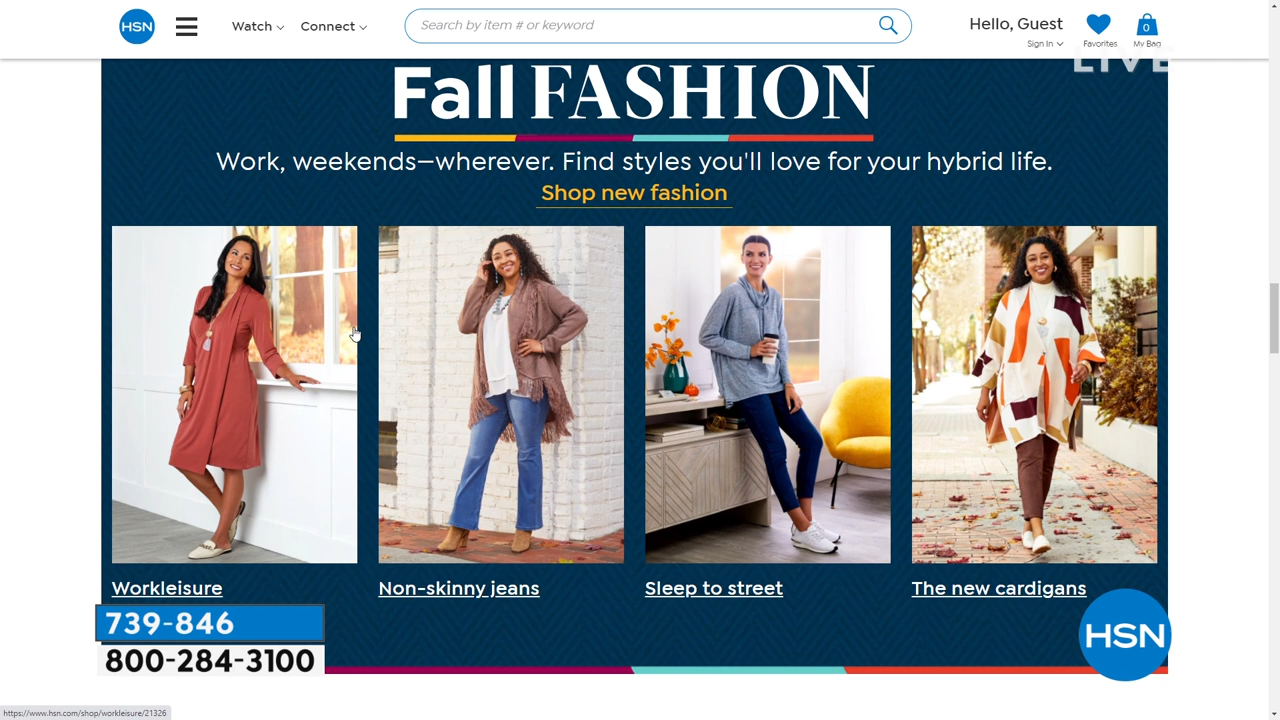 HSN
Watch
Connect
Search by item # or keyword
Hello, Guest
Sign In
Favorites
0
My Bag
LIVE
Fall FASHION
Work, weekends—wherever. Find styles you'll love for your hybrid life.
Shop new fashion
Workleisure
Non-skinny jeans
Sleep to street
The new cardigans
739-846
800-284-3100
HSN
https://www.hsn.com/shop/workleisure/21326